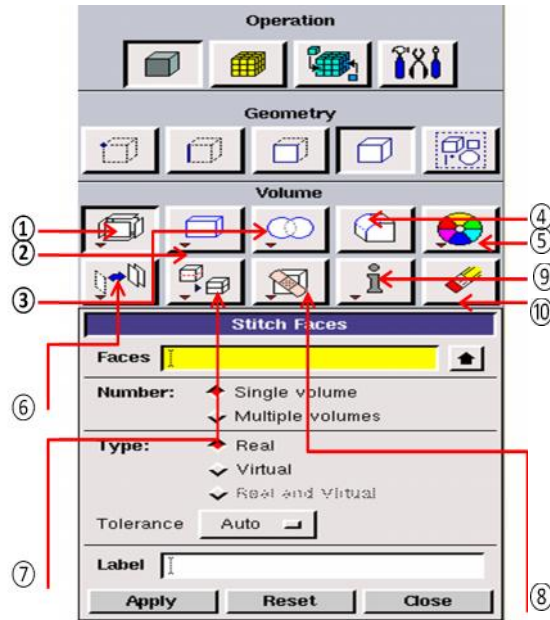 Operation
Geometry
Volume
①
②
③
④
⑤
⑨
⑩
Stitch Faces
Faces
⑥
Number: Single volume
Multiple volumes
Type: Real
Virtual
Real and Virtual
Tolerance Auto
⑦
Label
⑧
Apply Reset Close